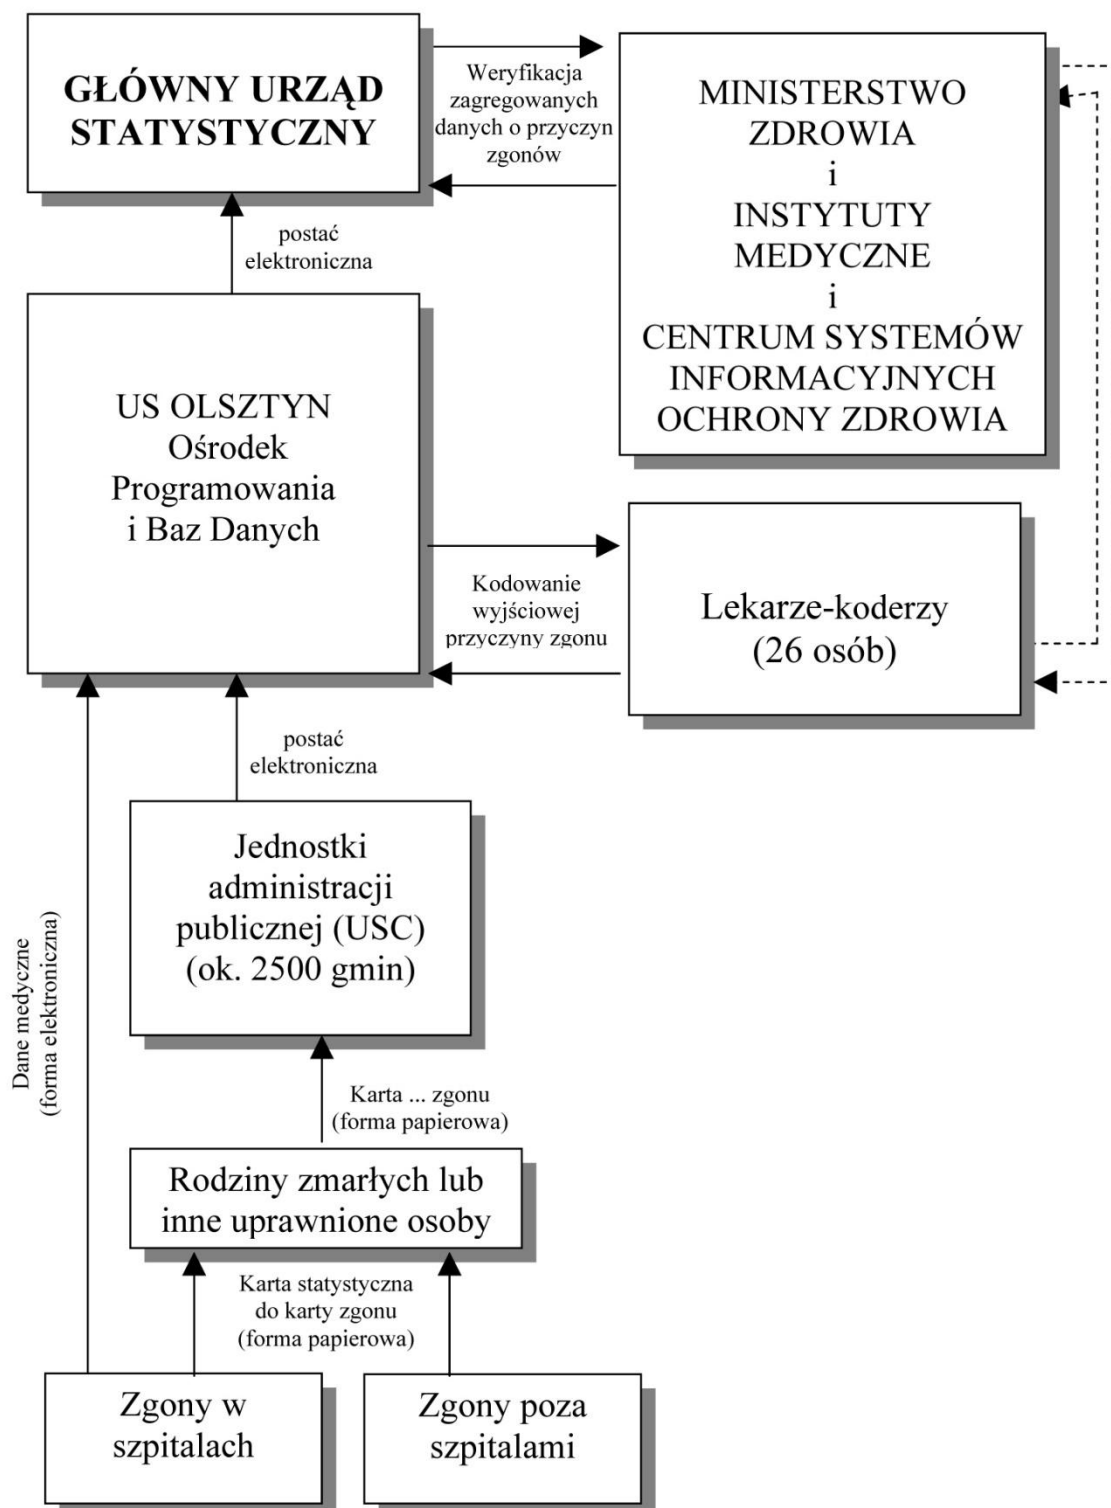 GŁÓWNY URZĄD
STATYSTYCZNY
Weryfikacja
zagregowanych
danych o przyczyn
zgonów
MINISTERSTWO
ZDROWIA
i
INSTYTUTY
MEDYCZNE
i
CENTRUM SYSTEMÓW
INFORMACYJNYCH
OCHRONY ZDROWIA
postać
elektroniczna
US OLSZTYN
Ośrodek
Programowania
i Baz Danych
Kodowanie
wyjściowej
przyczyny zgonu
Lekarze-koderzy
(26 osób)
postać
elektroniczna
Jednostki
administracji
publicznej (USC)
(ok. 2500 gmin)
Dane medyczne
(forma elektroniczna)
Karta ... zgonu
(forma papierowa)
Rodziny zmarłych lub
inne uprawnione osoby
Karta statystyczna
do karty zgonu
(forma papierowa)
Zgony w
szpitalach
Zgony poza
szpitalami